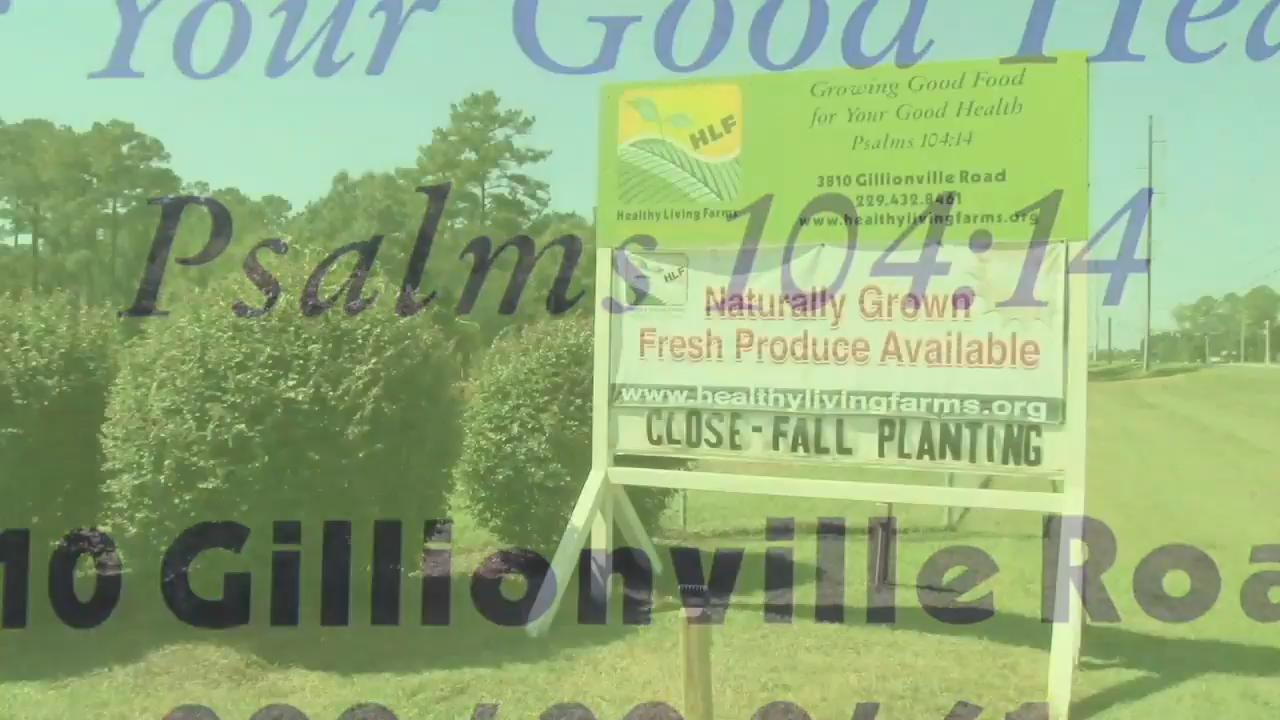 Your Good Hea
Psalms 104:14
10 Gillionville Roa
HLF
Healthy Living Farms
Growing Good Food
for Your Good Health
Psalms 104:14
3810 Gillionville Road
229.432.8461
www.healthylivingfarms.org
HLF
Naturally Grown
Fresh Produce Available
www.healthylivingfarms.org
CLOSE-FALL PLANTING